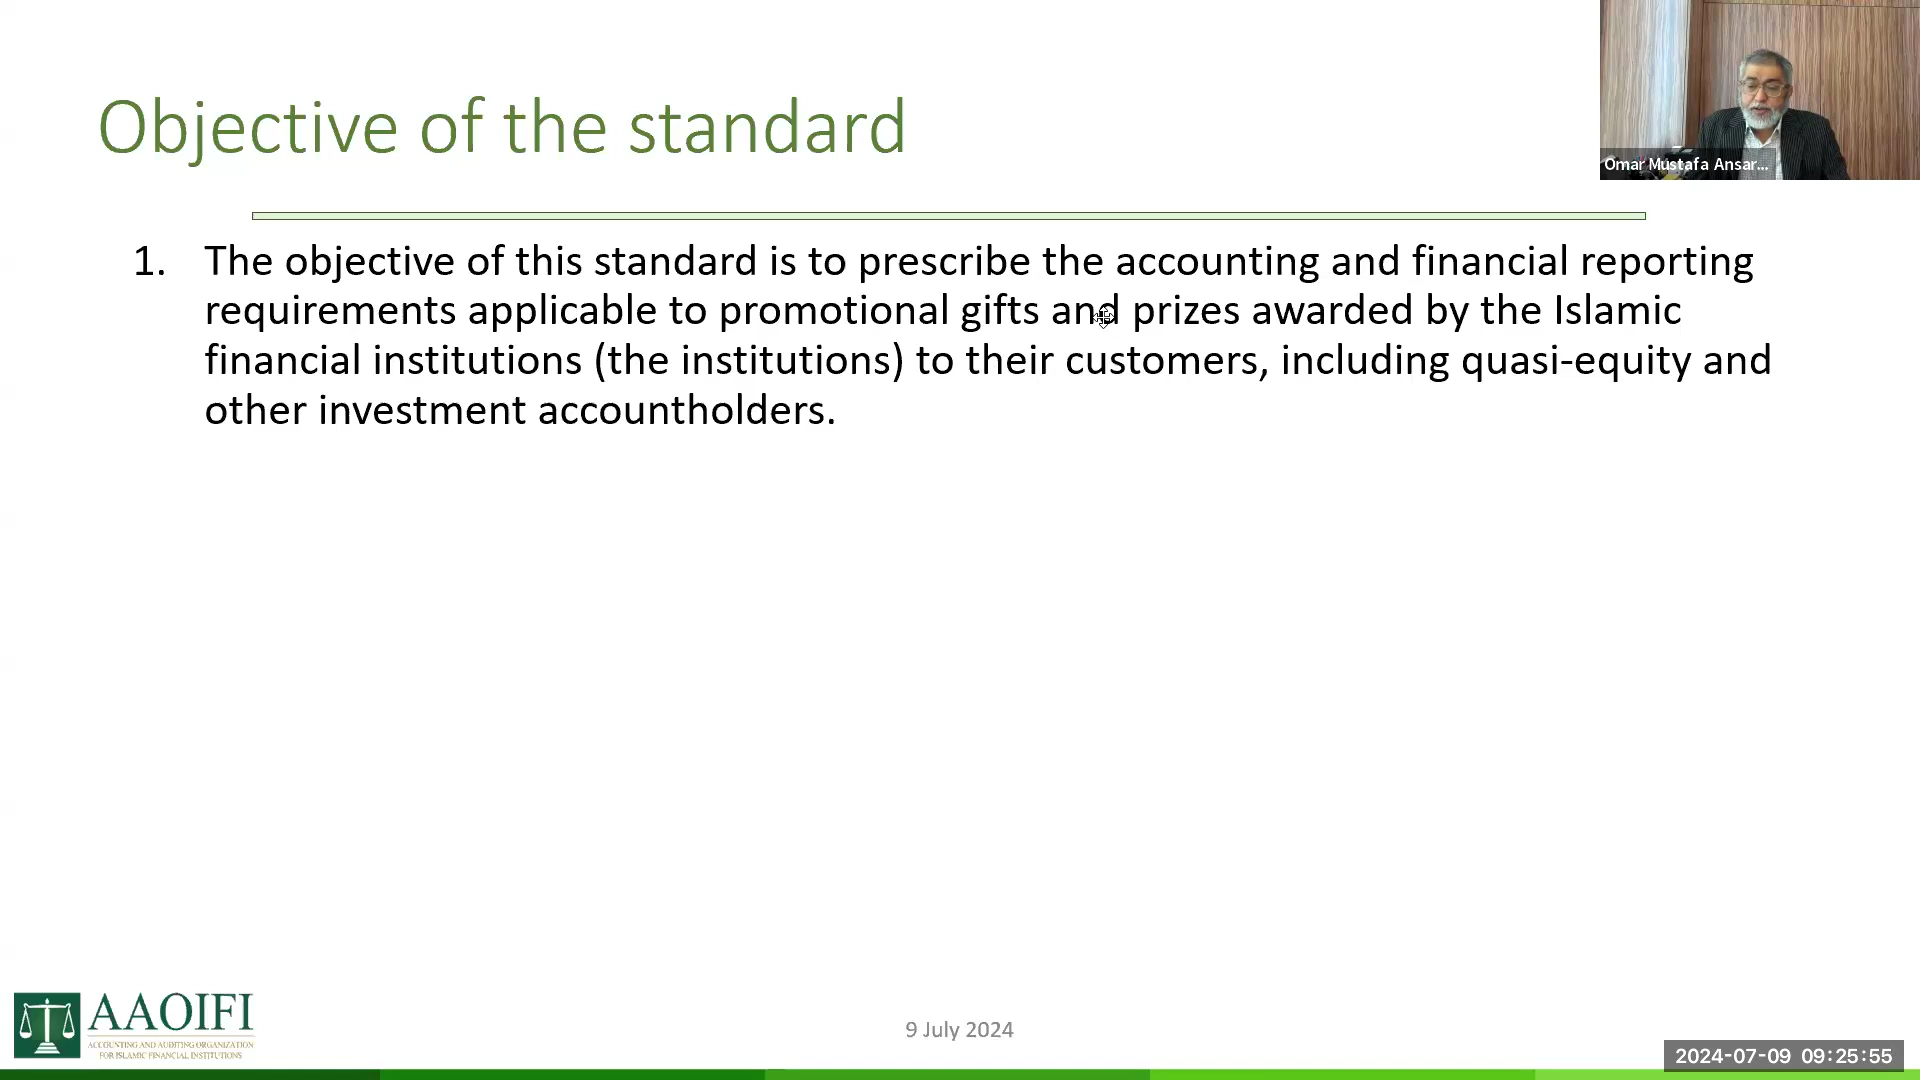 Objective of the standard
Omar Mustafa Ansar...
1. The objective of this standard is to prescribe the accounting and financial reporting
requirements applicable to promotional gifts and prizes awarded by the Islamic
financial institutions (the institutions) to their customers, including quasi-equity and
other investment accountholders.
AAOIFI
ACCOUNTING AND AUDITING ORGANIZATION
FOR ISLAMIC FINANCIAL INSTITUTIONS
9 July 2024
2024-07-09 09:25:55